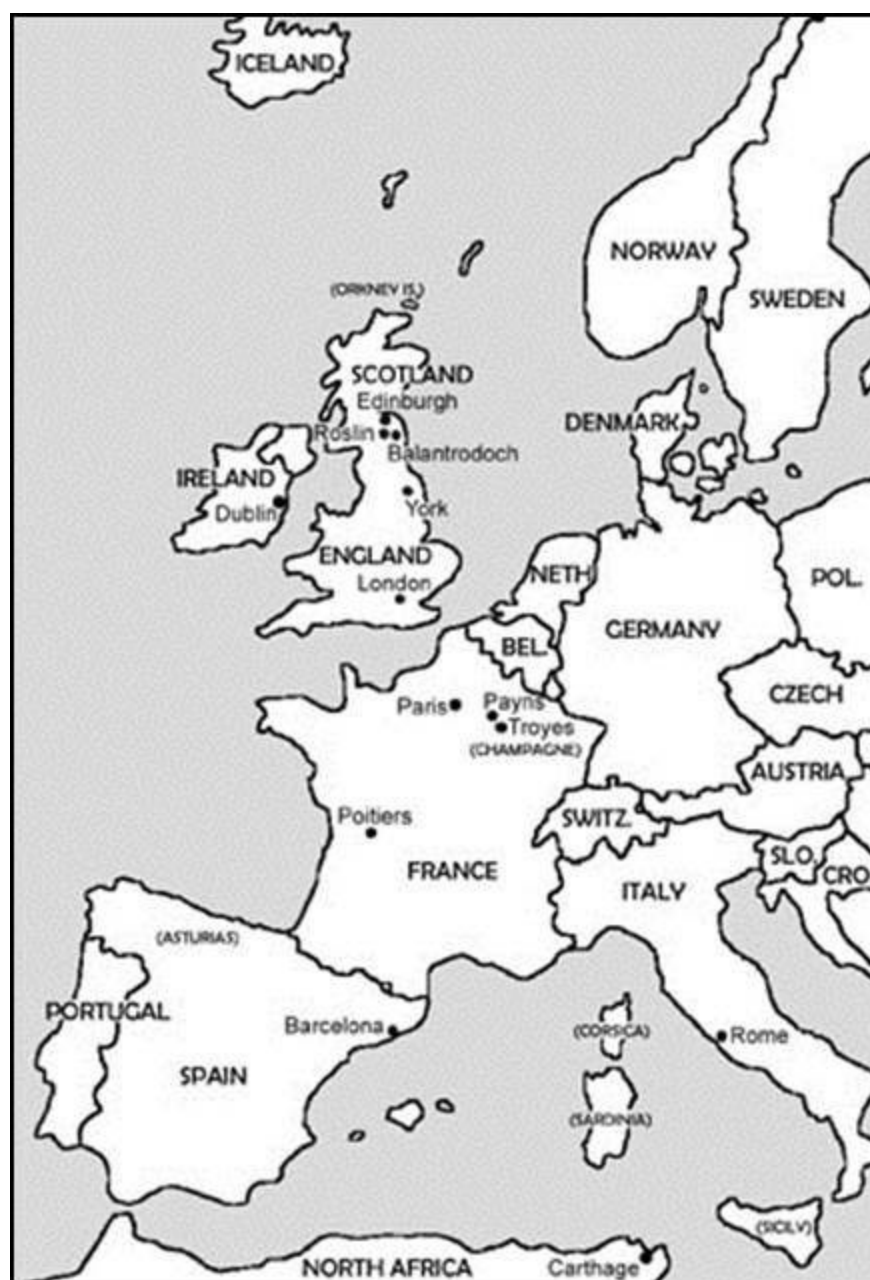 ICELAND
NORWAY
(ORKNEY IS.)
SWEDEN
SCOTLAND
Edinburgh
DENMARK
Roslin
Balantrodoch
IRELAND
Dublin
York
ENGLAND
NETH
POL.
London
GERMANY
BEL.
CZECH
Paris
Payns
Troyes
(CHAMPAGNE)
AUSTRIA
Poitiers
SWITZ.
SLO.
FRANCE
CRO
ITALY
(ASTURIAS)
PORTUGAL
Barcelona
(CORSICA)
Rome
SPAIN
(SARDINIA)
(SICILY)
NORTH AFRICA
Carthage